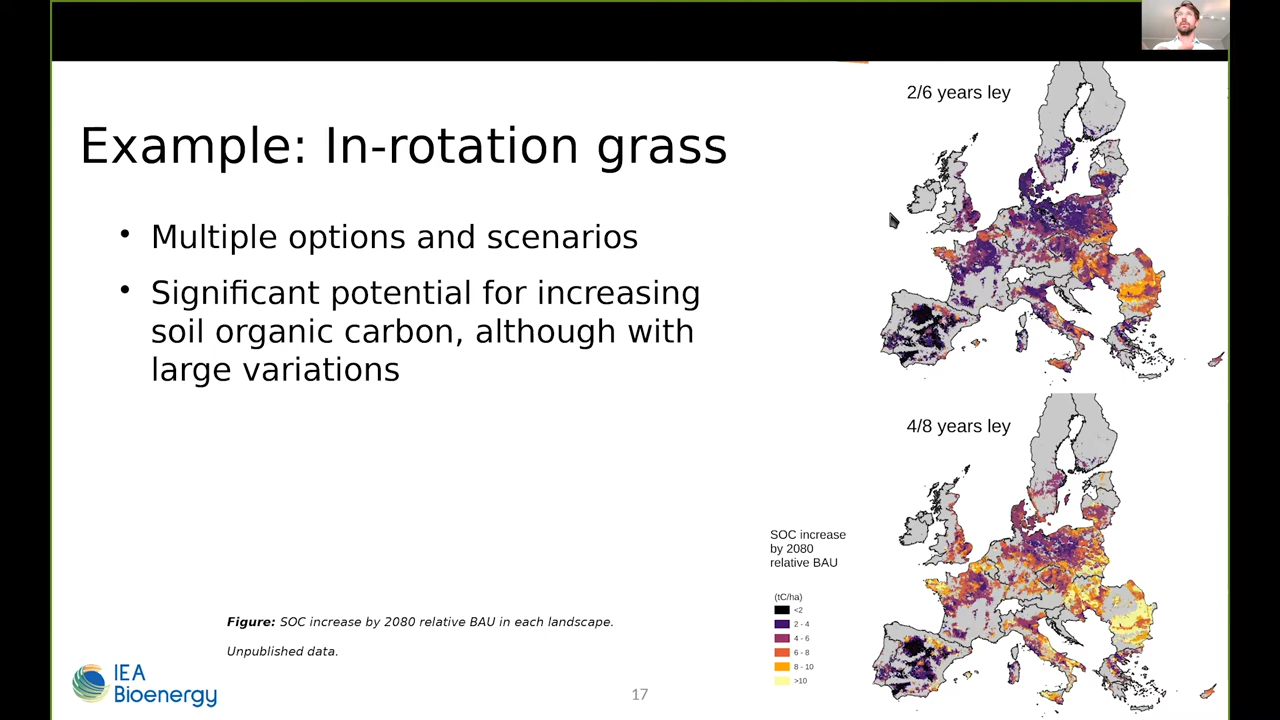 Example: In-rotation grass
• Multiple options and scenarios
• Significant potential for increasing
soil organic carbon, although with
large variations
2/6 years ley
4/8 years ley
SOC increase
by 2080
relative BAU
(tC/ha)
<2
2 - 4
4 - 6
6 - 8
8 - 10
>10
Figure: SOC increase by 2080 relative BAU in each landscape.
Unpublished data.
IEA
Bioenergy
17